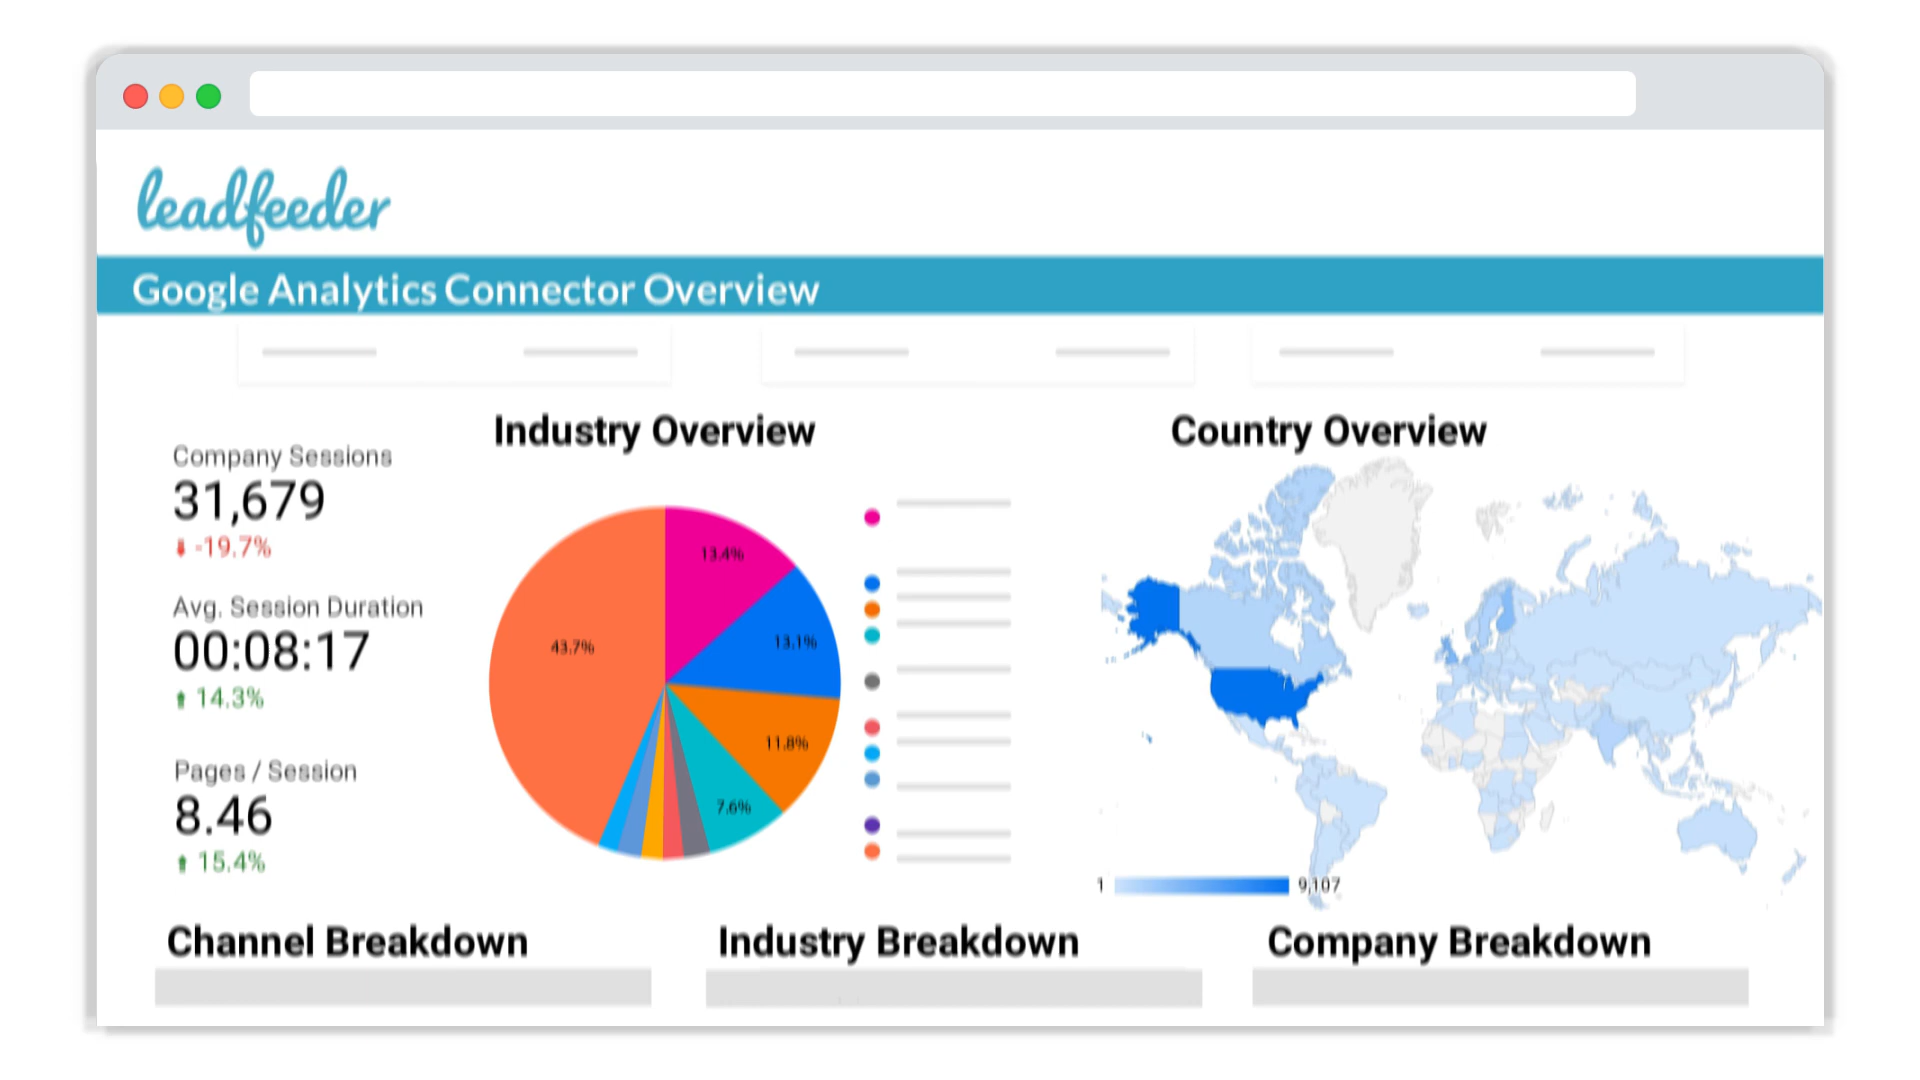 leadfeeder
Google Analytics Connector Overview
Industry Overview
Country Overview
Company Sessions
31,679
-19.7%
Avg. Session Duration
00:08:17
14.3%
Pages / Session
8.46
15.4%
13.4%
13.1%
11.8%
7.6%
43.7%
1
9,107
Channel Breakdown
Industry Breakdown
Company Breakdown